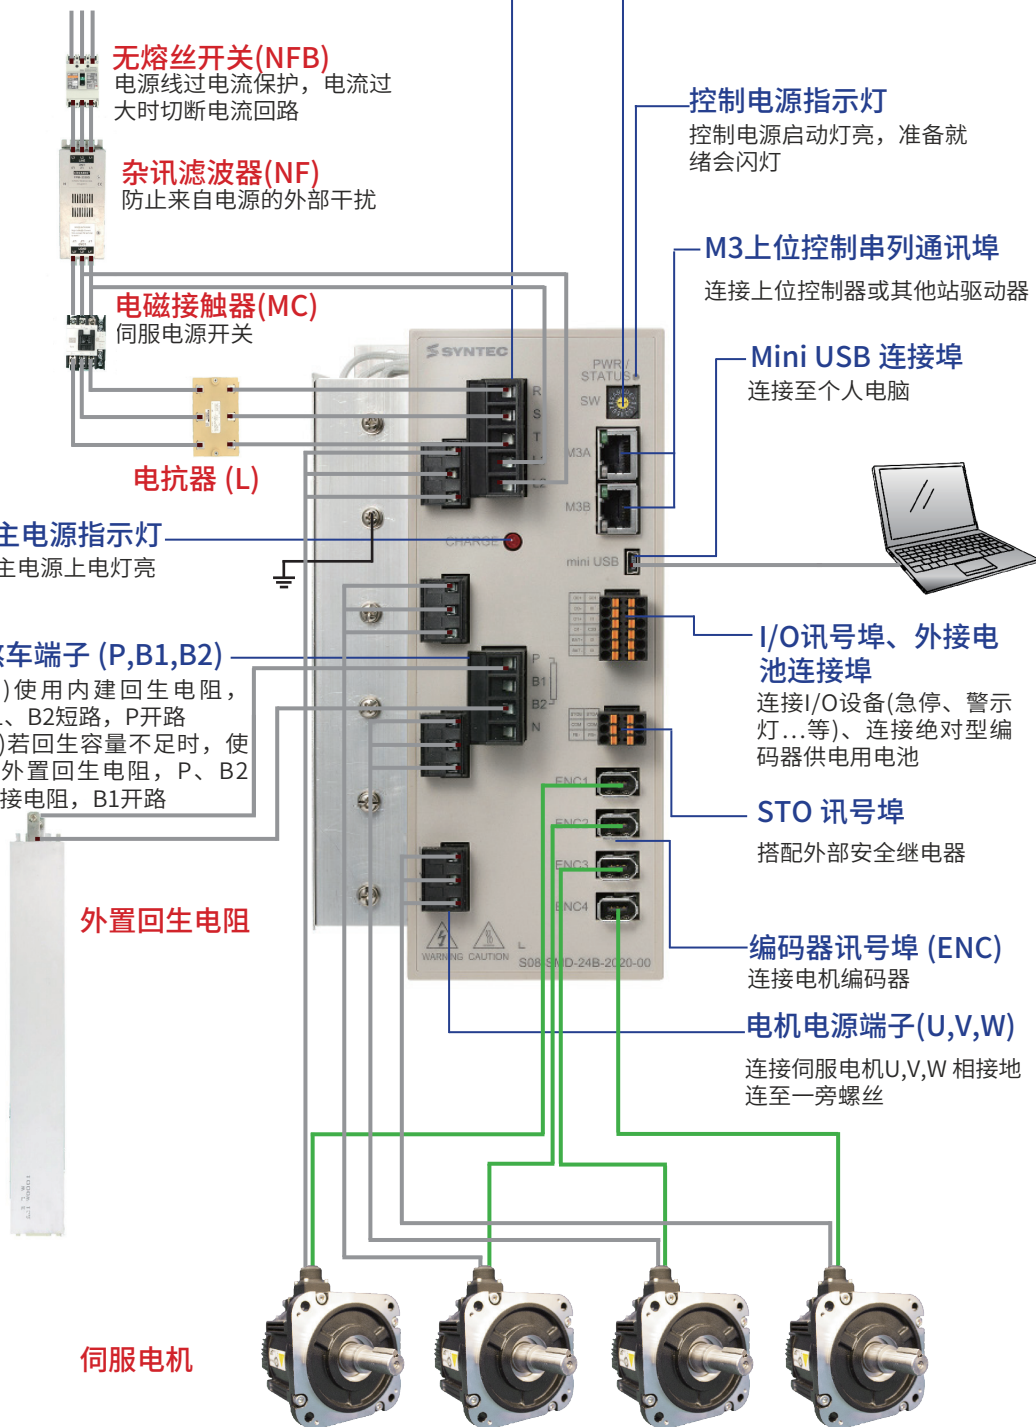 无熔丝开关(NFB)
电源线过电流保护，电流过
大时切断电流回路
杂讯滤波器(NF)
防止来自电源的外部干扰
电磁接触器(MC)
伺服电源开关
电抗器 (L)
主电源指示灯
主电源上电灯亮
车端子 (P,B1,B2)
)使用内建回生电阻，
、B2短路，P开路
)若回生容量不足时，使
外置回生电阻，P、B2
接电阻，B1开路
外置回生电阻
伺服电机
控制电源指示灯
控制电源启动灯亮，准备就
绪会闪灯
M3上位控制串列通讯埠
连接上位控制器或其他站驱动器
Mini USB 连接埠
连接至个人电脑
I/O讯号埠、外接电
池连接埠
连接I/O设备(急停、警示
灯...等)、连接绝对型编
码器供电用电池
STO 讯号埠
搭配外部安全继电器
编码器讯号埠 (ENC)
连接电机编码器
电机电源端子(U,V,W)
连接伺服电机U,V,W 相接地
连至一旁螺丝
SYNTEC
PWR /
STATUS
SW
R
S
T
L2
M3A
M3B
CHARGE
mini USB
P
B1
B2
N
ENC1
ENC2
ENC3
ENC4
WARNING CAUTION
S08-SMD-24B-2020-00